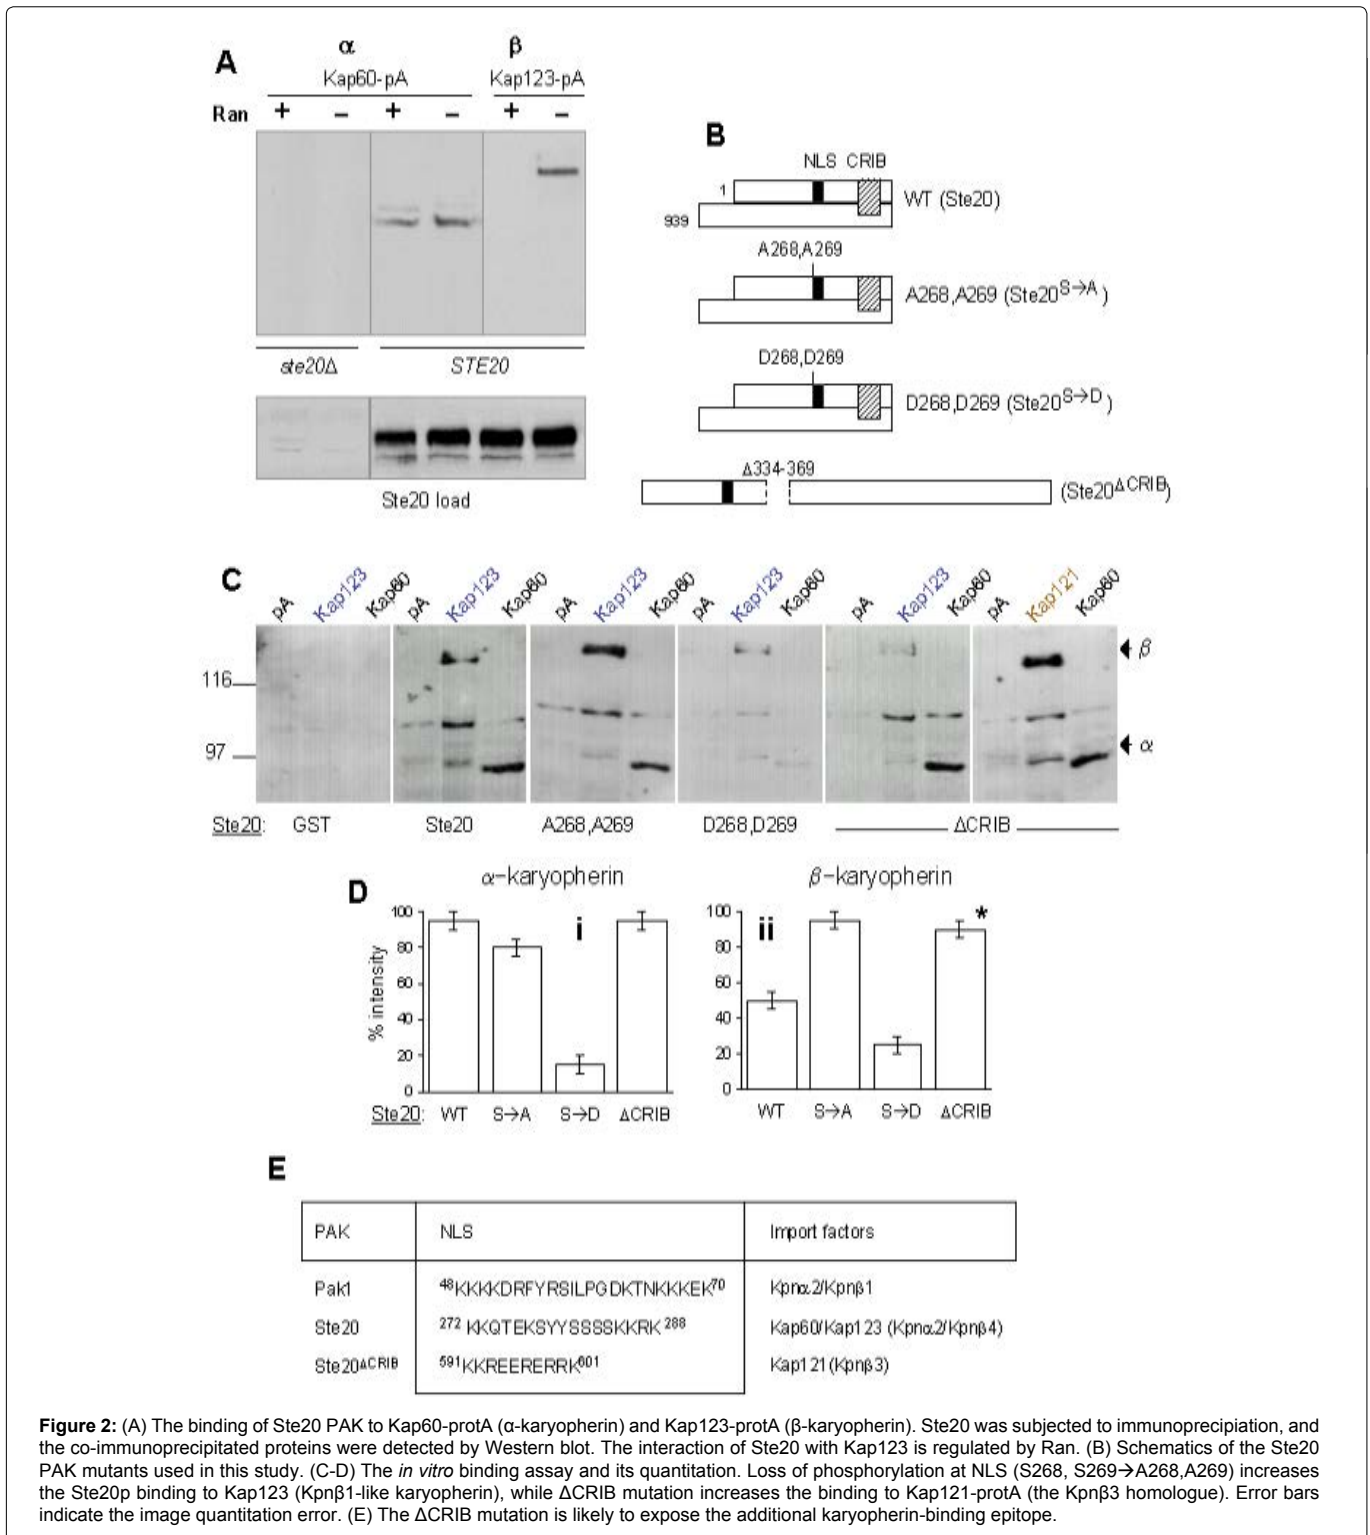 A
α
β
Kap60-pA
Kap123-pA
Ran + − + − + −
ste20Δ
STE20
Ste20 load
B
NLS CRIB
1
939
WT (Ste20)
A268,A269
A268,A269 (Ste20S→A)
D268,D269
D268,D269 (Ste20S→D)
Δ334-369
(Ste20ΔCRIB)
C
pA Kap123 Kap60 pA Kap123 Kap60 pA Kap123 Kap60 pA Kap123 Kap60 pA Kap123 Kap60 pA Kap121 Kap60
β
116
97
α
Ste20: GST Ste20 A268,A269 D268,D269 ΔCRIB
D
α-karyopherin
β-karyopherin
i
ii
*
% intensity
100
80
60
40
20
0
100
80
60
40
20
0
Ste20: WT S→A S→D ΔCRIB
WT S→A S→D ΔCRIB
E
PAK NLS Import factors
Pak1 48KKKKDRFYRSILPGDKTNKKKEK70 Kpnα2/Kpnβ1
Ste20 272 KKQTEKSYYSSSSKKRK 288 Kap60/Kap123 (Kpnα2/Kpnβ4)
Ste20ΔCRIB 591KKREERERRK601 Kap121(Kpnβ3)
Figure 2: (A) The binding of Ste20 PAK to Kap60-protA (α-karyopherin) and Kap123-protA (β-karyopherin). Ste20 was subjected to immunoprecipiation, and
the co-immunoprecipitated proteins were detected by Western blot. The interaction of Ste20 with Kap123 is regulated by Ran. (B) Schematics of the Ste20
PAK mutants used in this study. (C-D) The in vitro binding assay and its quantitation. Loss of phosphorylation at NLS (S268, S269→A268,A269) increases
the Ste20p binding to Kap123 (Kpnβ1-like karyopherin), while ΔCRIB mutation increases the binding to Kap121-protA (the Kpnβ3 homologue). Error bars
indicate the image quantitation error. (E) The ΔCRIB mutation is likely to expose the additional karyopherin-binding epitope.